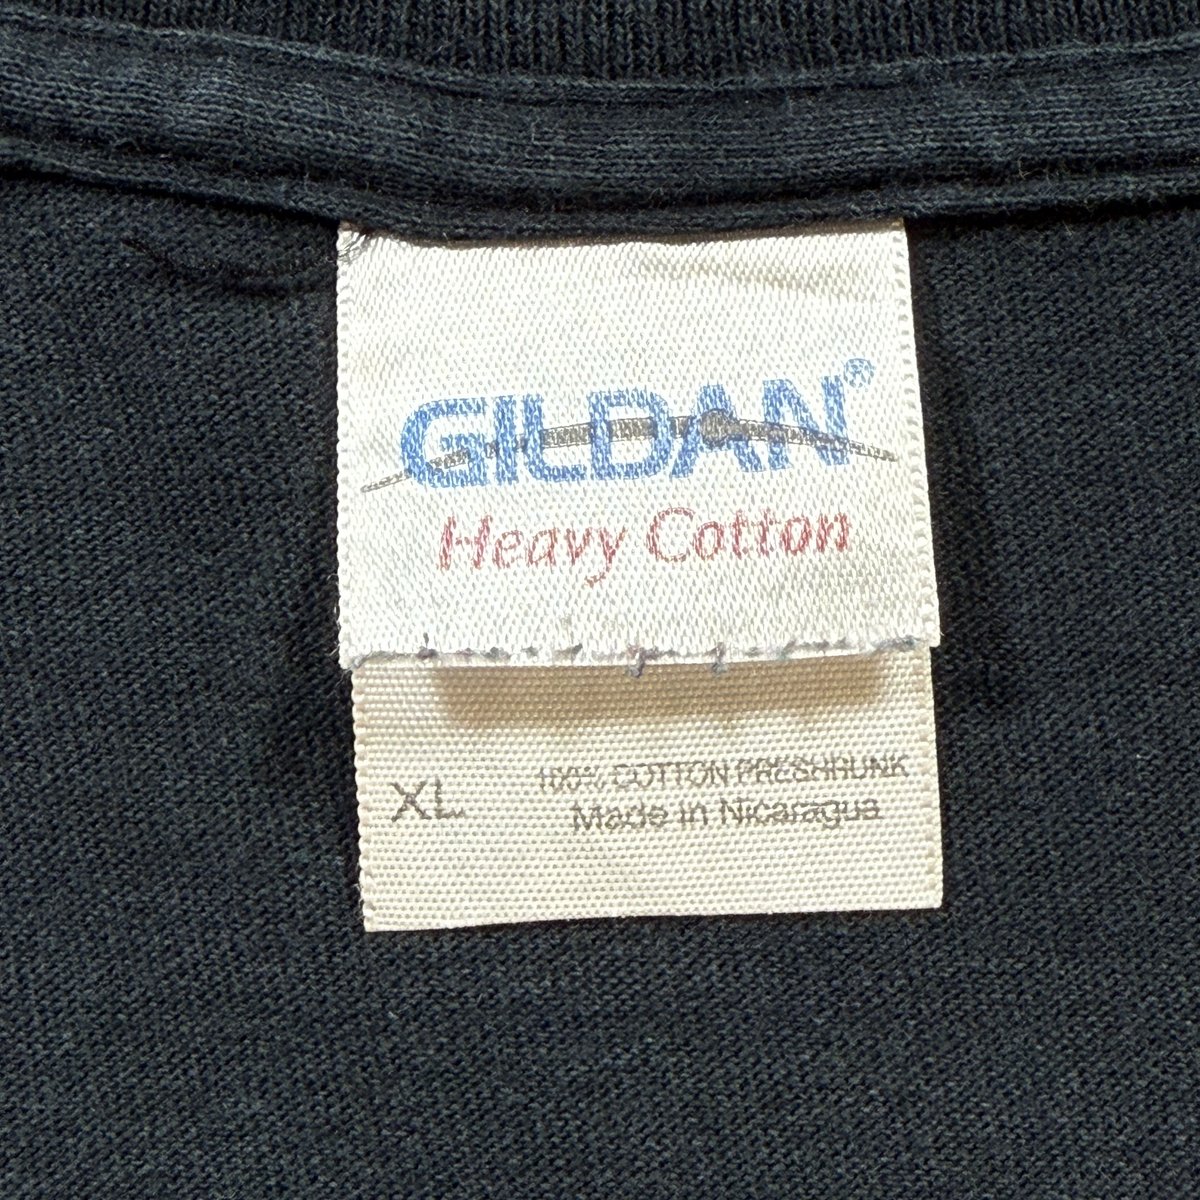 GILDAN®
Heavy Cotton
XL
100% COTTON PRESHRUNK
Made in Nicaragua